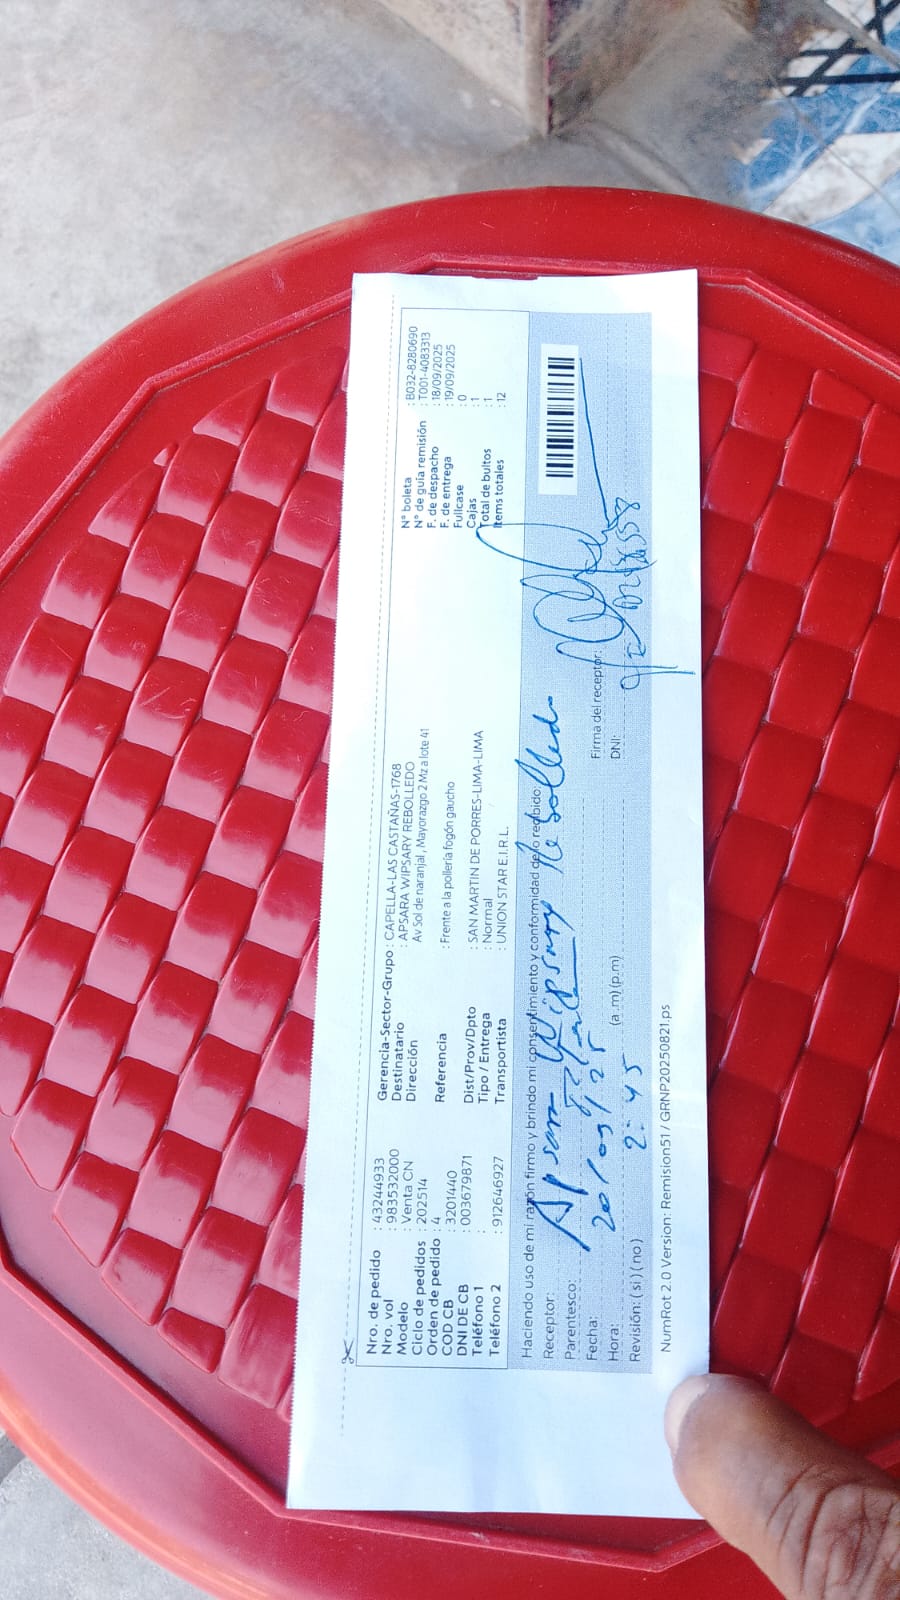 Nro. de pedido : 43244933
Nro. vol : 983532000
Modelo : Venta CN
Ciclo de pedidos : 202514
Orden de pedido : 4
COD CB : 3201440
DNI DE CB : 003679871
Teléfono 1 :
Teléfono 2 : 912646927
Gerencia-Sector-Grupo : CAPELLA-LAS CASTAÑAS-1768
Destinatario : APSARA WIPSARY REBOLLEDO
Dirección Av Sol de naranjal , Mayorazgo 2 Mz a lote 41
Referencia : Frente a la pollería fogón gaucho
Dist/Prov/Dpto : SAN MARTIN DE PORRES-LIMA-LIMA
Tipo / Entrega : Normal
Transportista : UNION STAR E.I.R.L.
N° boleta : B032-8280690
N° de guía remisión : T001-4083313
F. de despacho : 18/09/2025
F. de entrega : 19/09/2025
Fullcase : 0
Cajas : 1
Total de bultos : 1
Items totales : 12
Haciendo uso de mi razón firmo y brindo mi consentimiento y conformidad de lo recibido:
Receptor: Apsara Wipsary Rebolled
Parentesco:
Fecha: 20/09/25
Hora: 2:45 (a.m)(p.m)
Revisión: ( si ) ( no )
Firma del receptor:
DNI:
NumRot 2.0 Version: Remision51 / GRNP20250821.ps